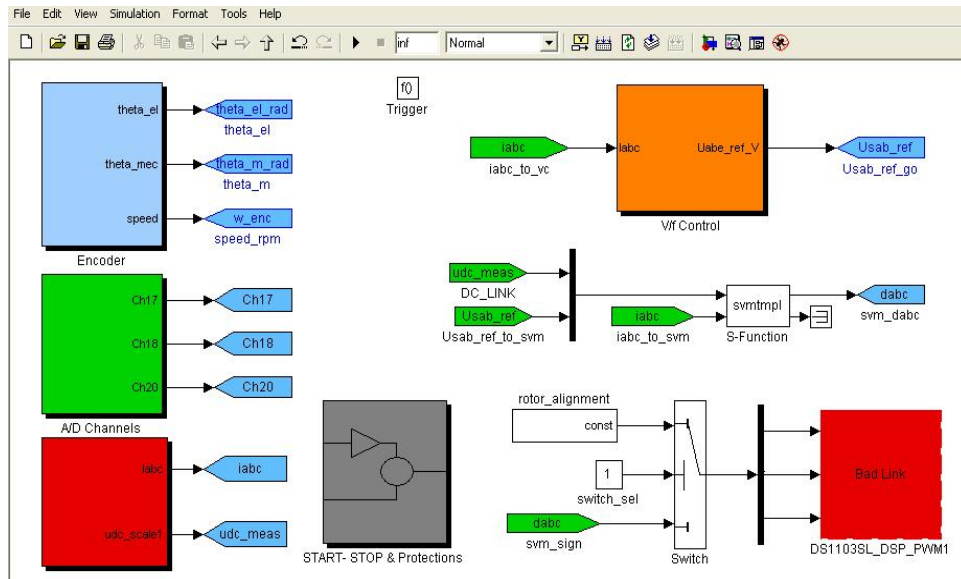 File Edit View Simulation Format Tools Help
inf
Normal
theta_el
theta_el_rad
theta_el
theta_mec
theta_m_rad
theta_m
speed
w_enc
speed_rpm
Encoder
f()
Trigger
iabc
iabc_to_vc
Iabc
Uabe_ref_V
V/f Control
Usab_ref
Usab_ref_go
Ch17
Ch17
Ch18
Ch18
Ch20
Ch20
A/D Channels
udc_meas
DC_LINK
Usab_ref
Usab_ref_to_svm
iabc
iabc_to_svm
svmtmpl
S-Function
dabc
svm_dabc
Iabc
iabc
udc_scale1
udc_meas
START- STOP & Protections
rotor_alignment
const
1
switch_sel
dabc
svm_sign
Switch
Bad Link
DS1103SL_DSP_PWM1